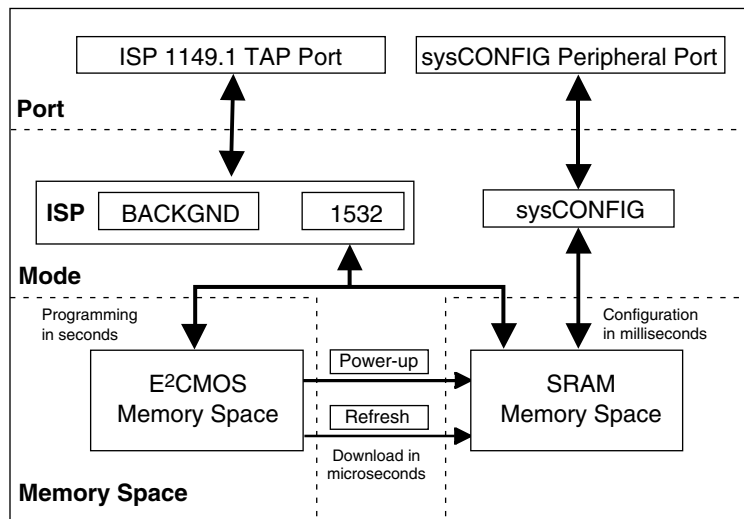 ISP 1149.1 TAP Port
sysCONFIG Peripheral Port
Port
ISP
BACKGND
1532
sysCONFIG
Mode
Programming
in seconds
Configuration
in milliseconds
E²CMOS
Memory Space
Power-up
Refresh
Download in
microseconds
SRAM
Memory Space
Memory Space